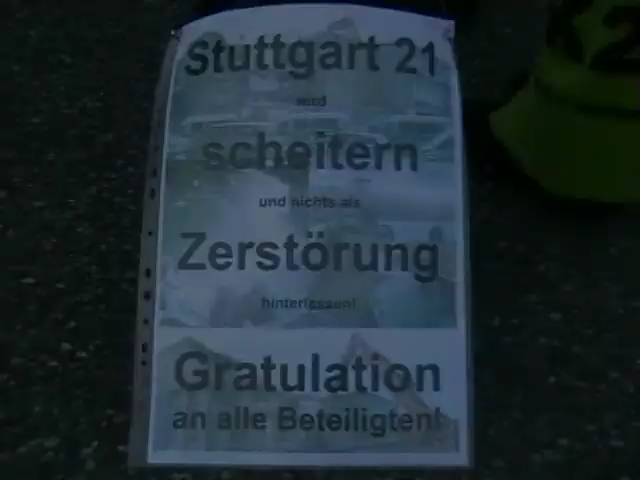 Stuttgart 21
wird
scheitern
und nichts als
Zerstörung
hinterlassen!
Gratulation
an alle Beteiligten!